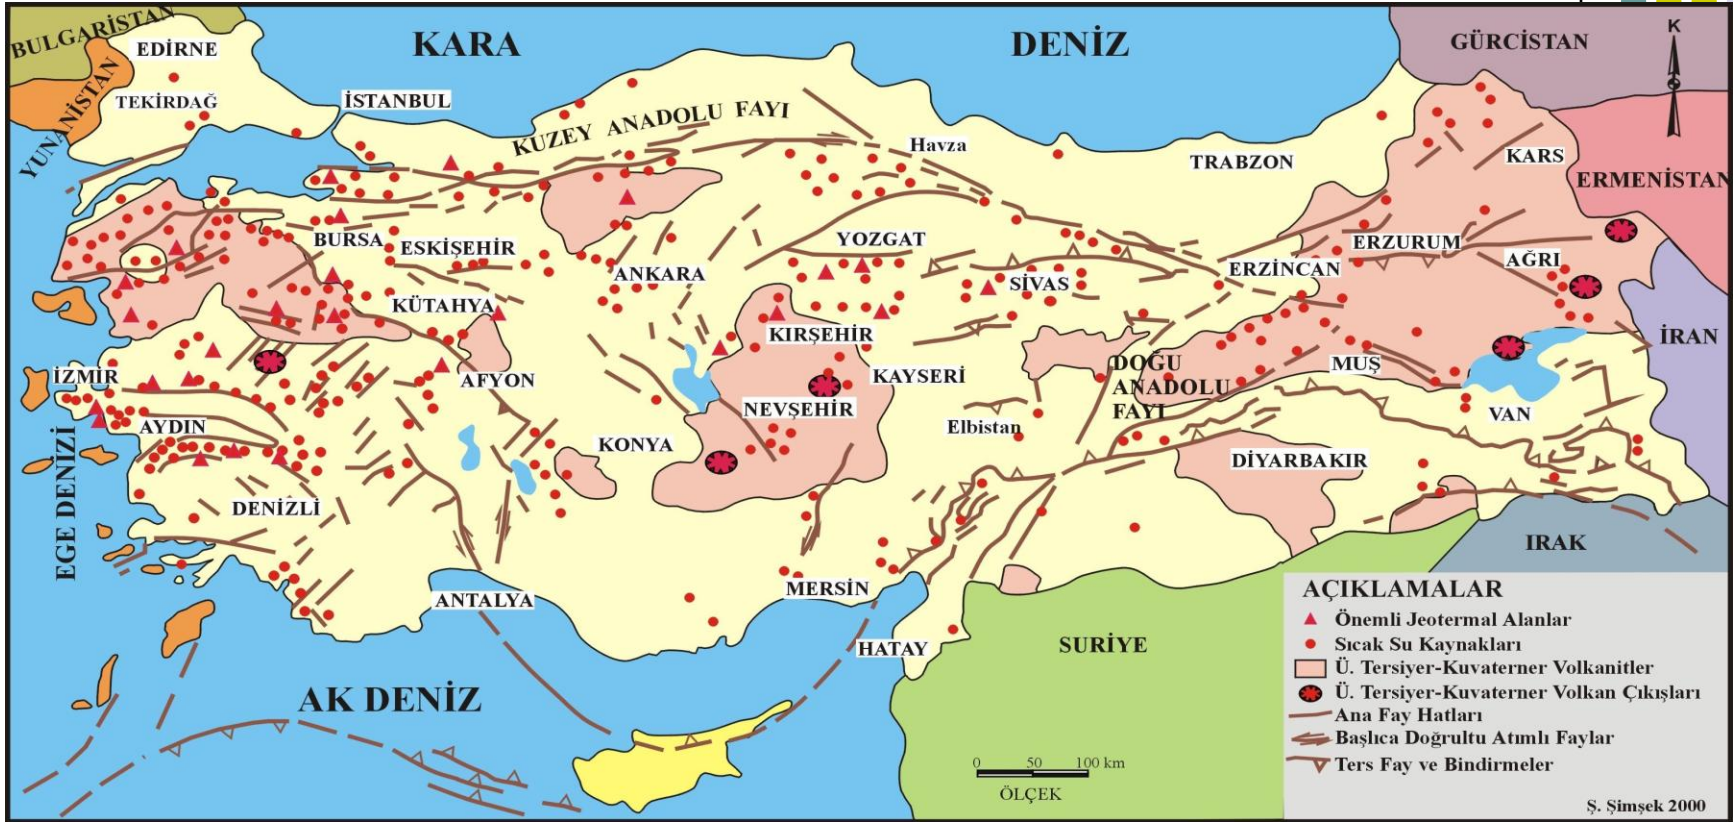 BULGARİSTAN
EDİRNE
KARA
DENİZ
GÜRCİSTAN
K
YUNANİSTAN
TEKİRDAĞ
İSTANBUL
KUZEY ANADOLU FAYI
Havza
TRABZON
KARS
ERMENİSTAN
BURSA
ESKİŞEHİR
YOZGAT
ERZURUM
ANKARA
SİVAS
ERZİNCAN
AĞRI
KÜTAHYA
KIRŞEHİR
İRAN
İZMİR
AFYON
KAYSERİ
DOĞU
ANADOLU
FAYI
MUŞ
NEVŞEHİR
VAN
AYDIN
Elbistan
KONYA
DİYARBAKIR
EGE DENİZİ
DENİZLİ
IRAK
ANTALYA
MERSİN
HATAY
SURİYE
AK DENİZ
AÇIKLAMALAR
Önemli Jeotermal Alanlar
Sıcak Su Kaynakları
Ü. Tersiyer-Kuvaterner Volkanitler
Ü. Tersiyer-Kuvaterner Volkan Çıkışları
Ana Fay Hatları
Başlıca Doğrultu Atımlı Faylar
Ters Fay ve Bindirmeler
0 50 100 km
ÖLÇEK
Ş. Şimşek 2000